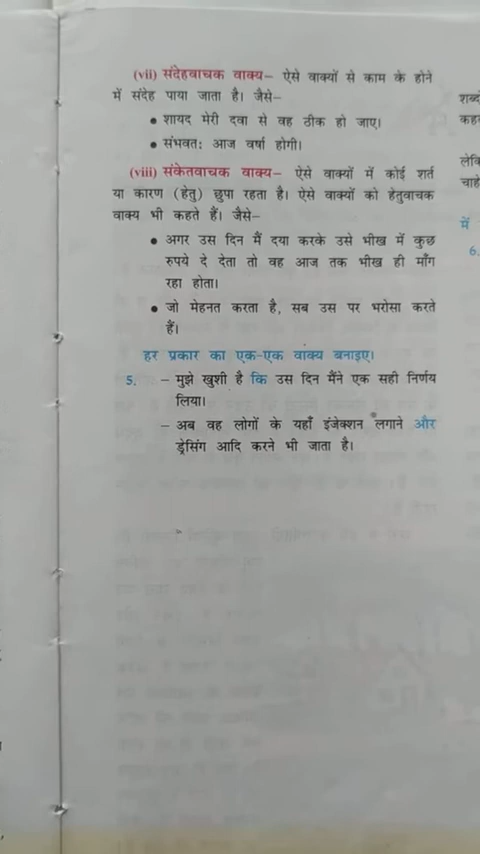 (vii) संदेहवाचक वाक्य– ऐसे वाक्यों से काम के होने
में संदेह पाया जाता है। जैसे–
• शायद मेरी दवा से वह ठीक हो जाए।
• संभवत: आज वर्षा होगी।
(viii) संकेतवाचक वाक्य– ऐसे वाक्यों में कोई शर्त
या कारण (हेतु) छुपा रहता है। ऐसे वाक्यों को हेतुवाचक
वाक्य भी कहते हैं। जैसे–
• अगर उस दिन मैं दया करके उसे भीख में कुछ
रुपये दे देता तो वह आज तक भीख ही माँग
रहा होता।
• जो मेहनत करता है, सब उस पर भरोसा करते
हैं।
हर प्रकार का एक-एक वाक्य बनाइए।
5. – मुझे खुशी है कि उस दिन मैंने एक सही निर्णय
लिया।
– अब वह लोगों के यहाँ इंजेक्शन लगाने और
ड्रेसिंग आदि करने भी जाता है।
में
6.